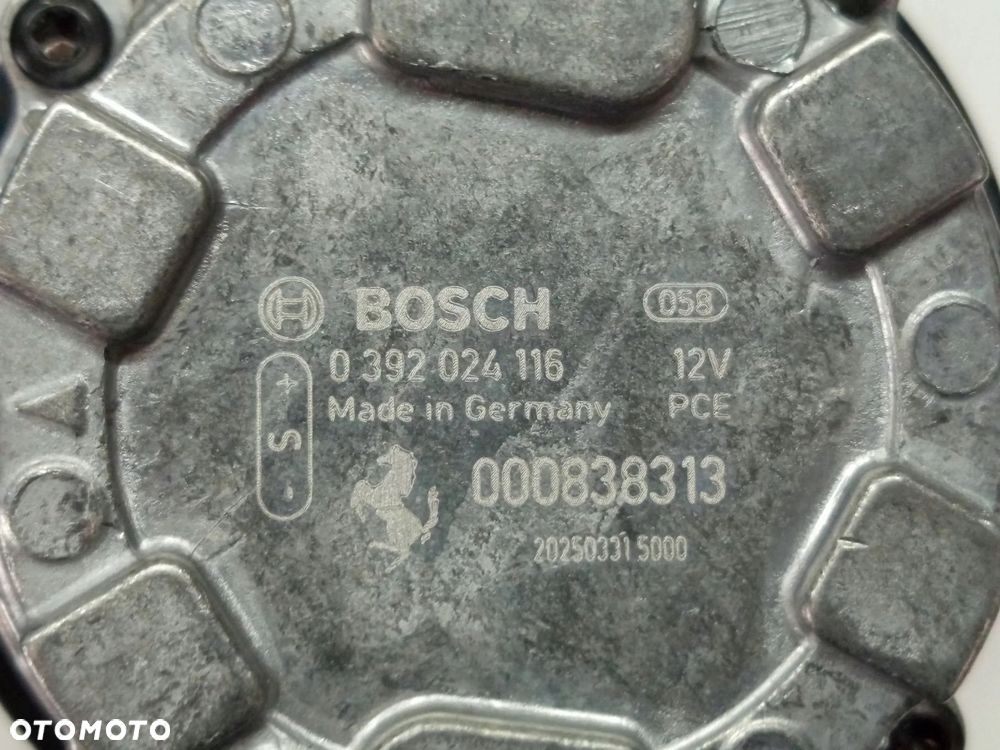 BOSCH 058
0 392 024 116 12V
Made in Germany PCE
+ S -
000838313
20250331 5000
OTOMOTO